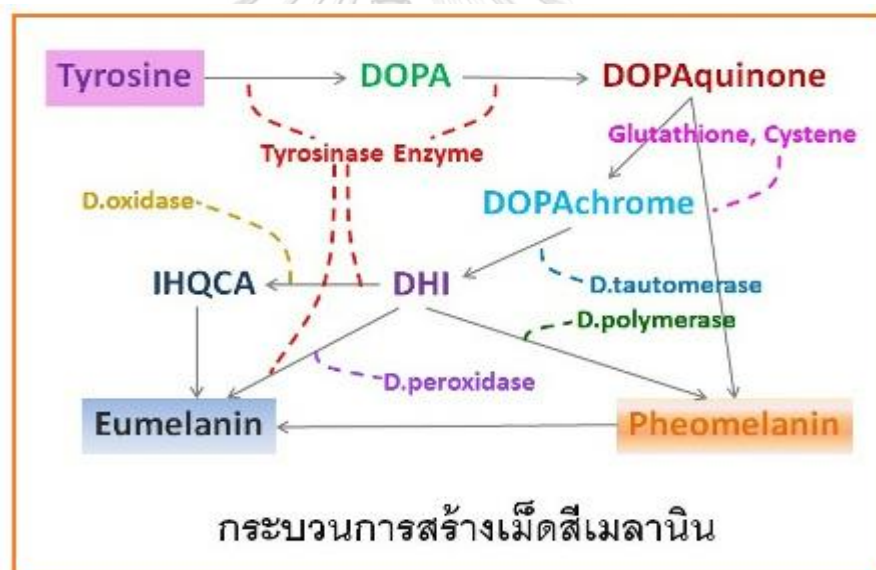 Tyrosine
DOPA
DOPAquinone
Tyrosinase Enzyme
Glutathione, Cystene
D.oxidase
DOPAchrome
IHQCA
DHI
D.tautomerase
D.polymerase
D.peroxidase
Eumelanin
Pheomelanin
กระบวนการสร้างเม็ดสีเมลานิน